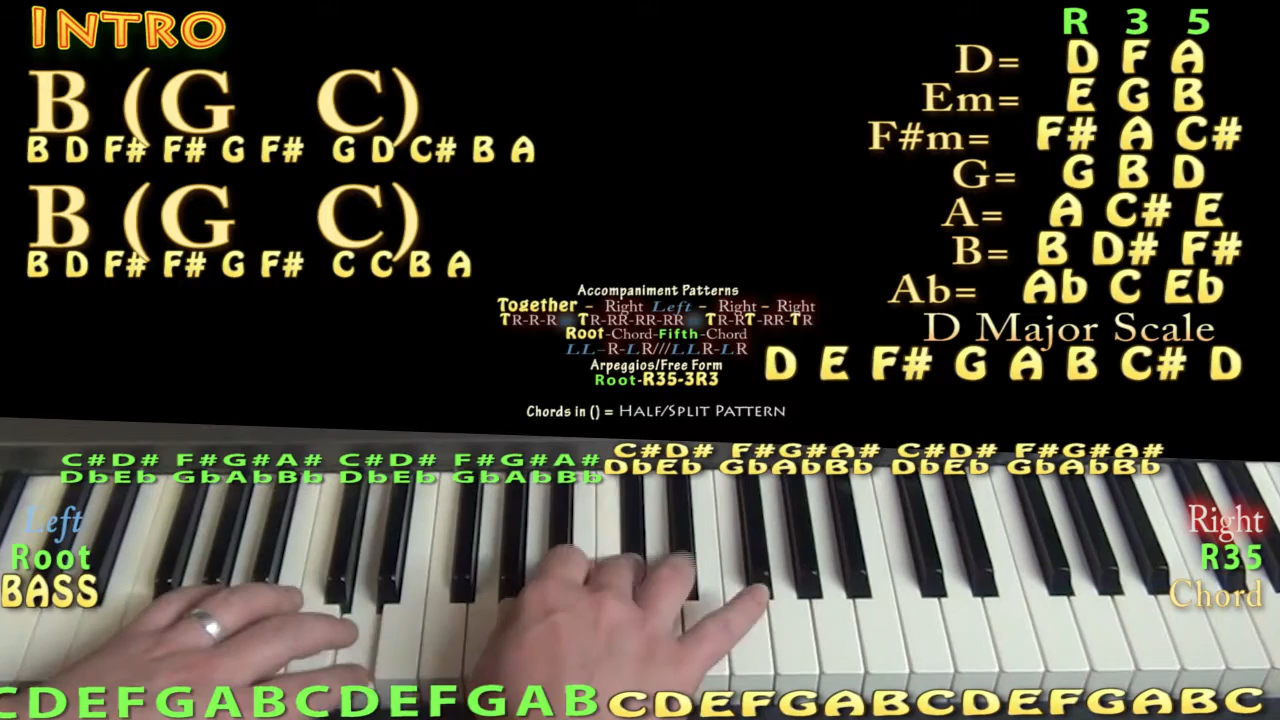 INTRO
B (G C)
B D F# F# G F# G D C# B A
B (G C)
B D F# F# G F# C C B A
R 3 5
D= D F A
Em= E G B
F#m= F# A C#
G= G B D
A= A C# E
B= B D# F#
Ab= Ab C Eb
D Major Scale
D E F# G A B C# D
Accompaniment Patterns
Together - Right Left - Right - Right
TR-R-R TR-RR-RR-RR TR-RT-RR-TR
Root-Chord-Fifth-Chord
LL-R-LR///LLR-LR
Arpeggios/Free Form
Root-R35-3R3
Chords in () = HALF/SPLIT PATTERN
C#D# F#G#A# C#D# F#G#A# C#D# F#G#A# C#D# F#G#A#
DbEb GbAbBb DbEb GbAbBb DbEb GbAbBb DbEb GbAbBb
Left
Root
BASS
Right
R35
Chord
CDEFGABCDEFGAB CDEFGABCDEFGABC